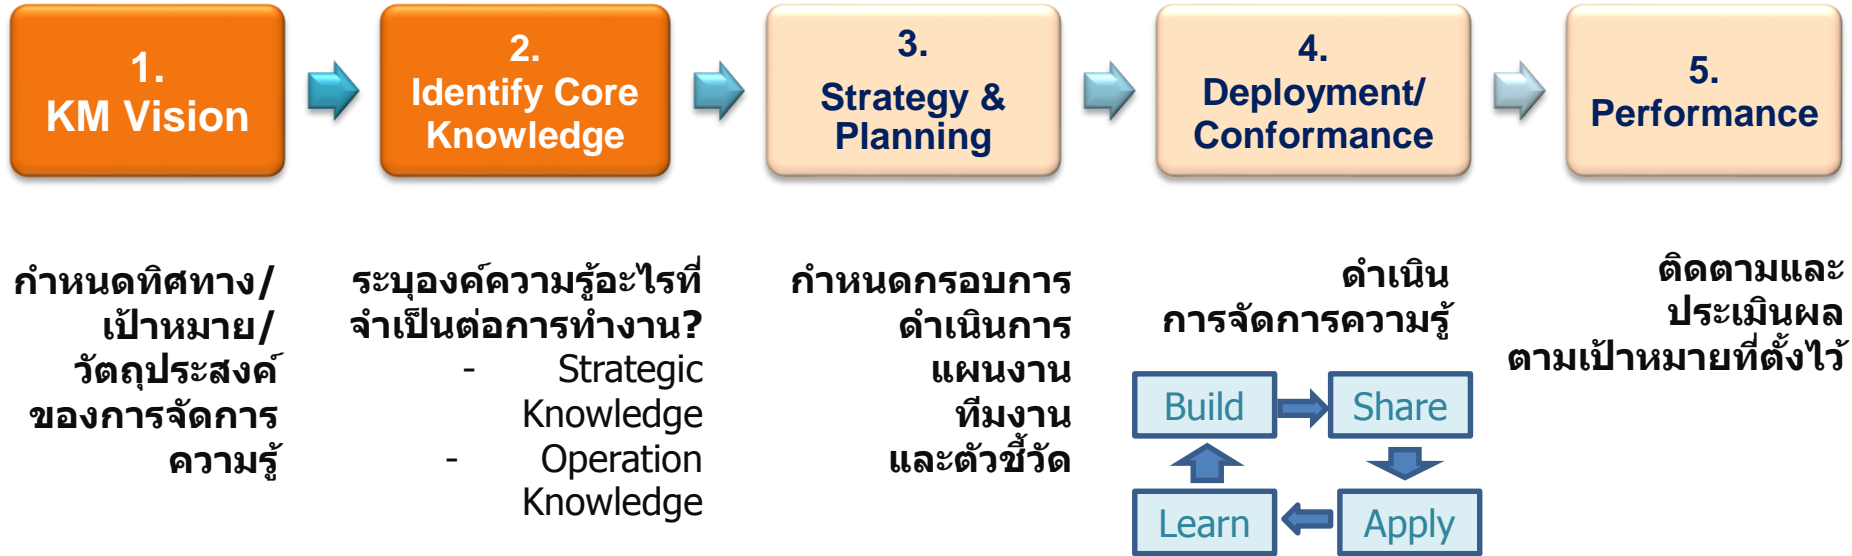 1.
KM Vision
2.
Identify Core
Knowledge
3.
Strategy &
Planning
4.
Deployment/
Conformance
5.
Performance
กำหนดทิศทาง/
เป้าหมาย/
วัตถุประสงค์
ของการจัดการ
ความรู้
ระบุองค์ความรู้อะไรที่
จำเป็นต่อการทำงาน?
- Strategic
Knowledge
- Operation
Knowledge
กำหนดกรอบการ
ดำเนินการ
แผนงาน
ทีมงาน
และตัวชี้วัด
ดำเนิน
การจัดการความรู้
Build
Share
Learn
Apply
ติดตามและ
ประเมินผล
ตามเป้าหมายที่ตั้งไว้